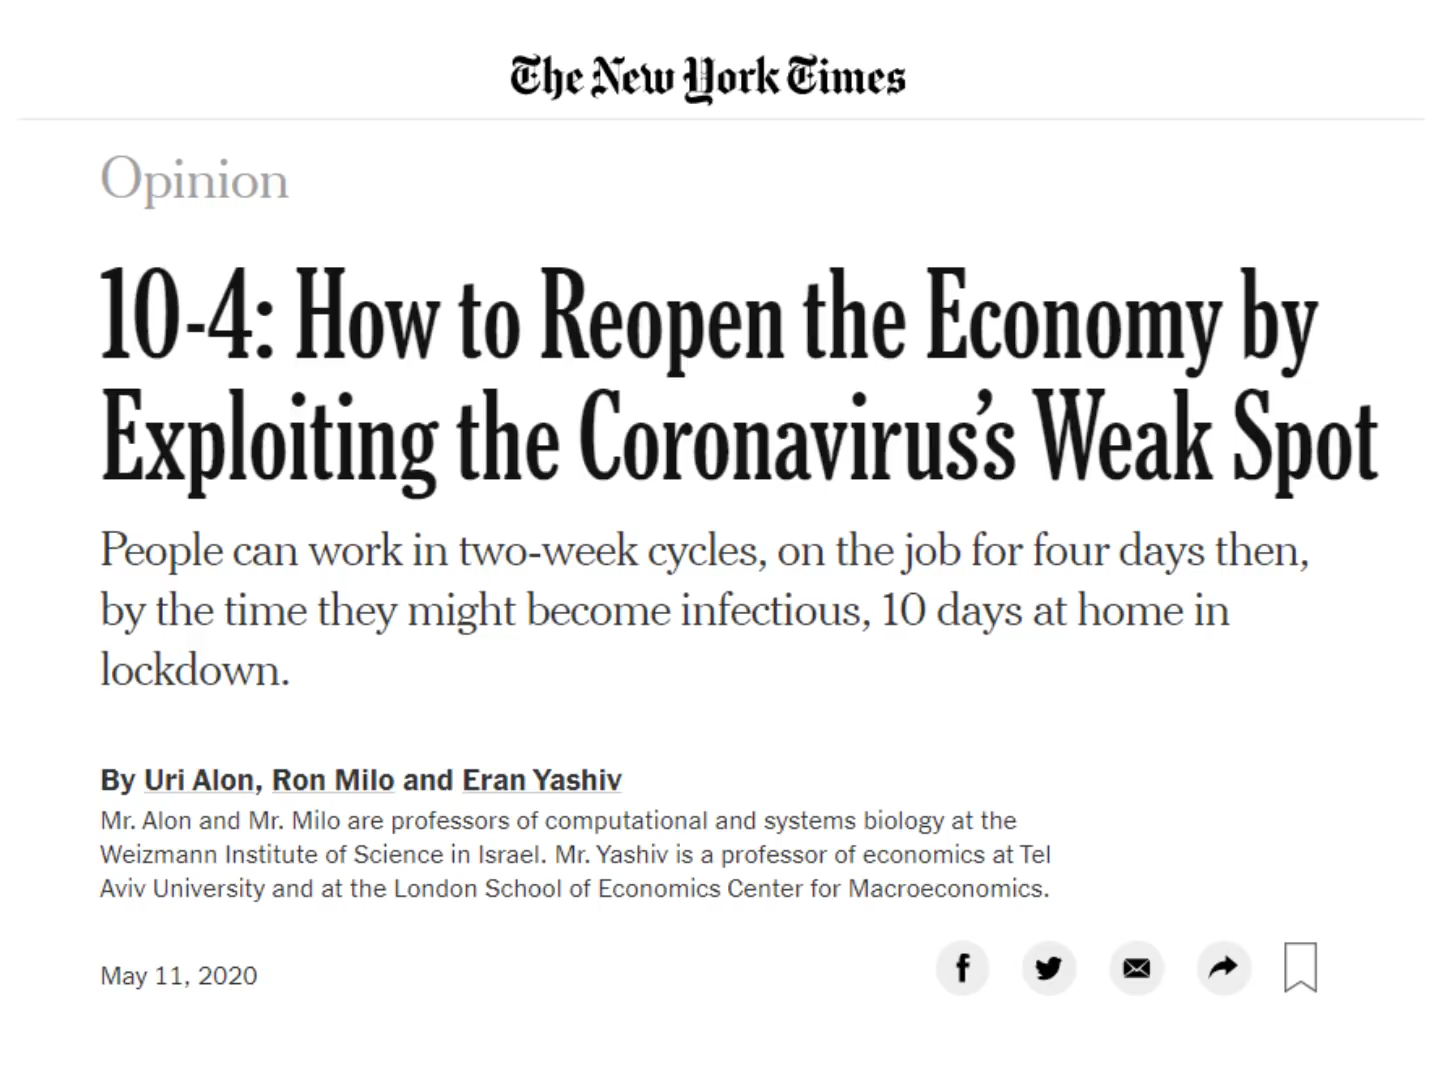 The New York Times
Opinion
10-4: How to Reopen the Economy by
Exploiting the Coronavirus’s Weak Spot
People can work in two-week cycles, on the job for four days then,
by the time they might become infectious, 10 days at home in
lockdown.
By Uri Alon, Ron Milo and Eran Yashiv
Mr. Alon and Mr. Milo are professors of computational and systems biology at the
Weizmann Institute of Science in Israel. Mr. Yashiv is a professor of economics at Tel
Aviv University and at the London School of Economics Center for Macroeconomics.
May 11, 2020